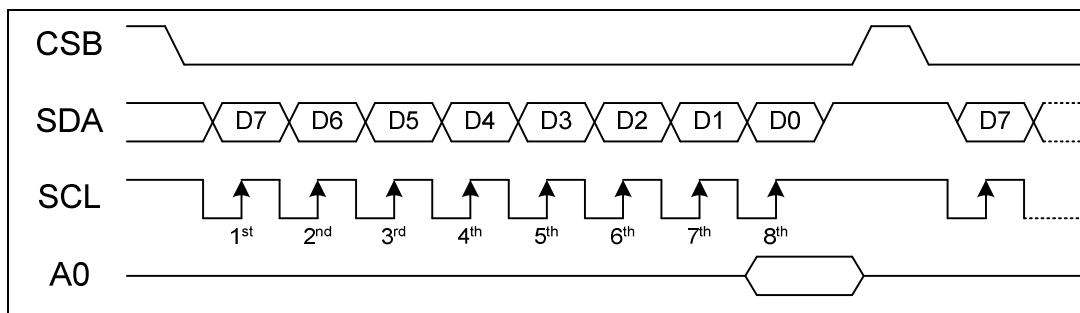 CSB
SDA D7 D6 D5 D4 D3 D2 D1 D0 D7
SCL
1st 2nd 3rd 4th 5th 6th 7th 8th
A0